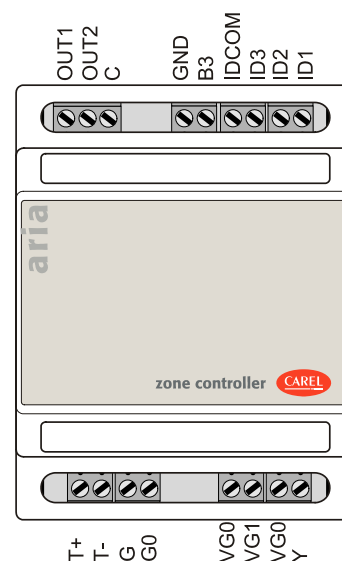 OUT1
OUT2
C
GND
B3
IDCOM
ID3
ID2
ID1
aria
zone controller CAREL
T+
T-
G
G0
VG0
VG1
VG0
Y